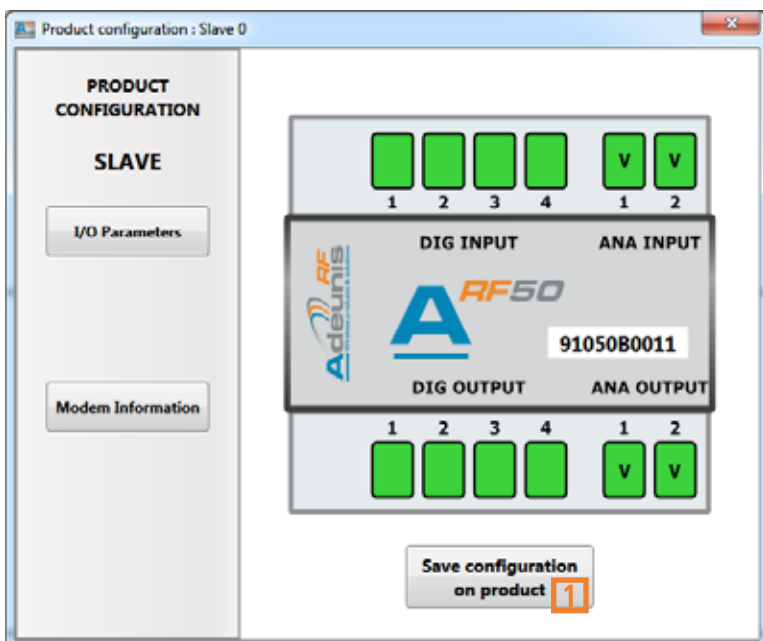 Product configuration : Slave 0
PRODUCT
CONFIGURATION
SLAVE
I/O Parameters
Modem Information
V V
1 2 3 4 1 2
DIG INPUT ANA INPUT
Adeunis RF
A RF50
91050B0011
DIG OUTPUT ANA OUTPUT
1 2 3 4 1 2
V V
Save configuration
on product 1